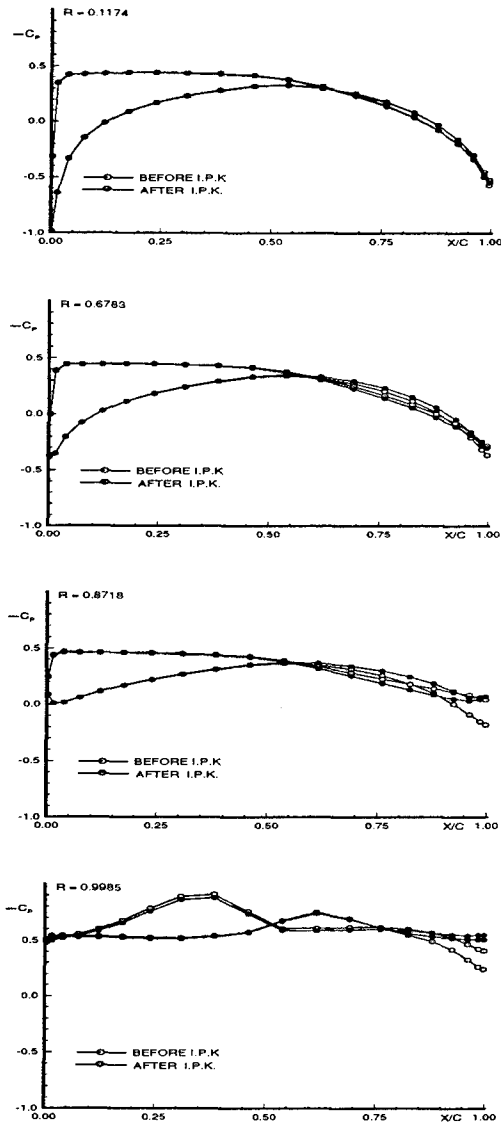 R = 0.1174
—Cₚ
0.5
0.0
-0.5
-1.0
BEFORE I.P.K
AFTER I.P.K.
0.00 0.25 0.50 0.75 X/C 1.00
R = 0.6783
—Cₚ
0.5
0.0
-0.5
-1.0
BEFORE I.P.K
AFTER I.P.K.
0.00 0.25 0.50 0.75 X/C 1.00
R = 0.8718
—Cₚ
0.5
0.0
-0.5
-1.0
BEFORE I.P.K
AFTER I.P.K.
0.00 0.25 0.50 0.75 X/C 1.00
R = 0.9985
—Cₚ
0.5
0.0
-0.5
-1.0
BEFORE I.P.K
AFTER I.P.K.
0.00 0.25 0.50 0.75 X/C 1.00